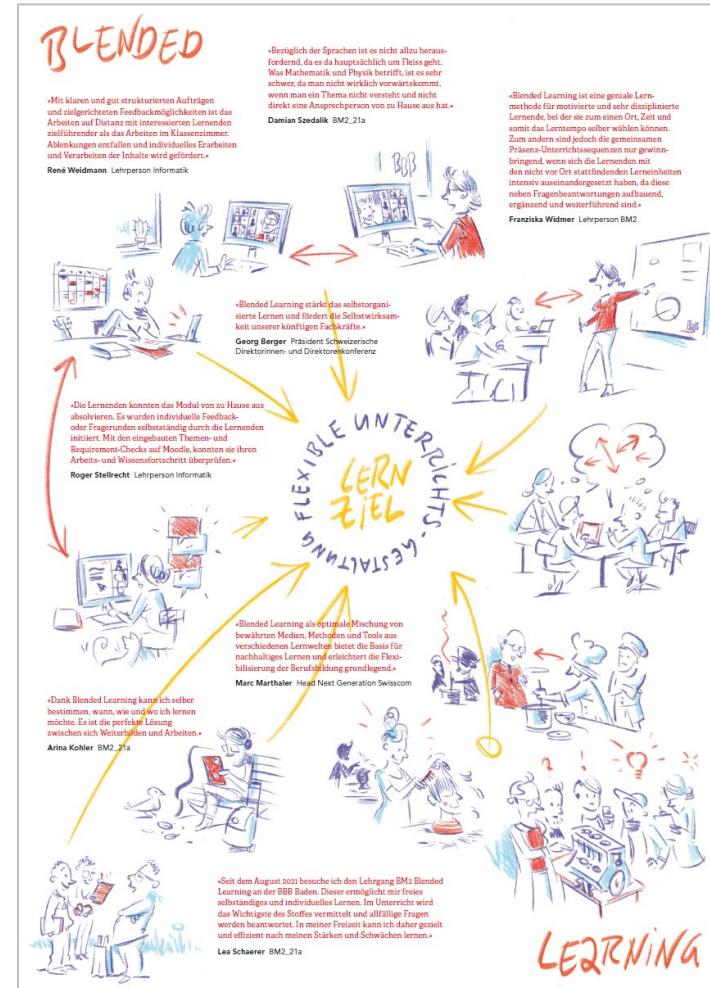 BLENDED
«Mit klaren und gut strukturierten Aufträgen
und zielgerichteten Feedbackmöglichkeiten ist das
Arbeiten auf Distanz mit interessierten Lernenden
zielführender als das Arbeiten im Klassenzimmer.
Ablenkungen entfallen und individuelles Erarbeiten
und Verarbeiten der Inhalte wird gefördert.»
René Weidmann Lehrperson Informatik
«Bezüglich der Sprachen ist es nicht allzu heraus-
fordernd, da es da hauptsächlich um Fleiss geht.
Was Mathematik und Physik betrifft, ist es sehr
schwer, da man nicht wirklich vorwärtskommt,
wenn man ein Thema nicht versteht und nicht
direkt eine Ansprechperson von zu Hause aus hat.»
Damian Szedalik BM2_21a
«Blended Learning ist eine geniale Lern-
methode für motivierte und sehr disziplinierte
Lernende, bei der sie zum einen Ort, Zeit und
somit das Lerntempo selber wählen können.
Zum andern sind jedoch die gemeinsamen
Präsenz-Unterrichtssequenzen nur gewinn-
bringend, wenn sich die Lernenden mit
den nicht vor Ort stattfindenden Lerneinheiten
intensiv auseinandergesetzt haben, da diese
neben Fragenbeantwortungen aufbauend,
ergänzend und weiterführend sind.»
Franziska Widmer Lehrperson BM2
BBB
«Blended Learning stärkt das selbstorgani-
sierte Lernen und fördert die Selbstwirksam-
keit unserer künftigen Fachkräfte.»
Georg Berger Präsident Schweizerische
Direktorinnen- und Direktorenkonferenz
«Die Lernenden konnten das Modul von zu Hause aus
absolvieren. Es wurden individuelle Feedback-
oder Fragerunden selbstständig durch die Lernenden
initiiert. Mit den eingebauten Themen- und
Requirement-Checks auf Moodle, konnten sie ihren
Arbeits- und Wissensfortschritt überprüfen.»
Roger Stellrecht Lehrperson Informatik
FLEXIBLE UNTERRICHTS-GESTALTUNG
LERN
ZIEL
«Blended Learning als optimale Mischung von
bewährten Medien, Methoden und Tools aus
verschiedenen Lernwelten bietet die Basis für
nachhaltiges Lernen und erleichtert die Flexi-
bilisierung der Berufsbildung grundlegend.»
Marc Marthaler Head Next Generation Swisscom
«Dank Blended Learning kann ich selber
bestimmen, wann, wie und wo ich lernen
möchte. Es ist die perfekte Lösung
zwischen sich Weiterbilden und Arbeiten.»
Arina Kohler BM2_21a
«Seit dem August 2021 besuche ich den Lehrgang BM2 Blended
Learning an der BBB Baden. Dieser ermöglicht mir freies
selbständiges und individuelles Lernen. Im Unterricht wird
das Wichtigste des Stoffes vermittelt und allfällige Fragen
werden beantwortet. In meiner Freizeit kann ich daher gezielt
und effizient nach meinen Stärken und Schwächen lernen.»
Lea Schaerer BM2_21a
LEARNING